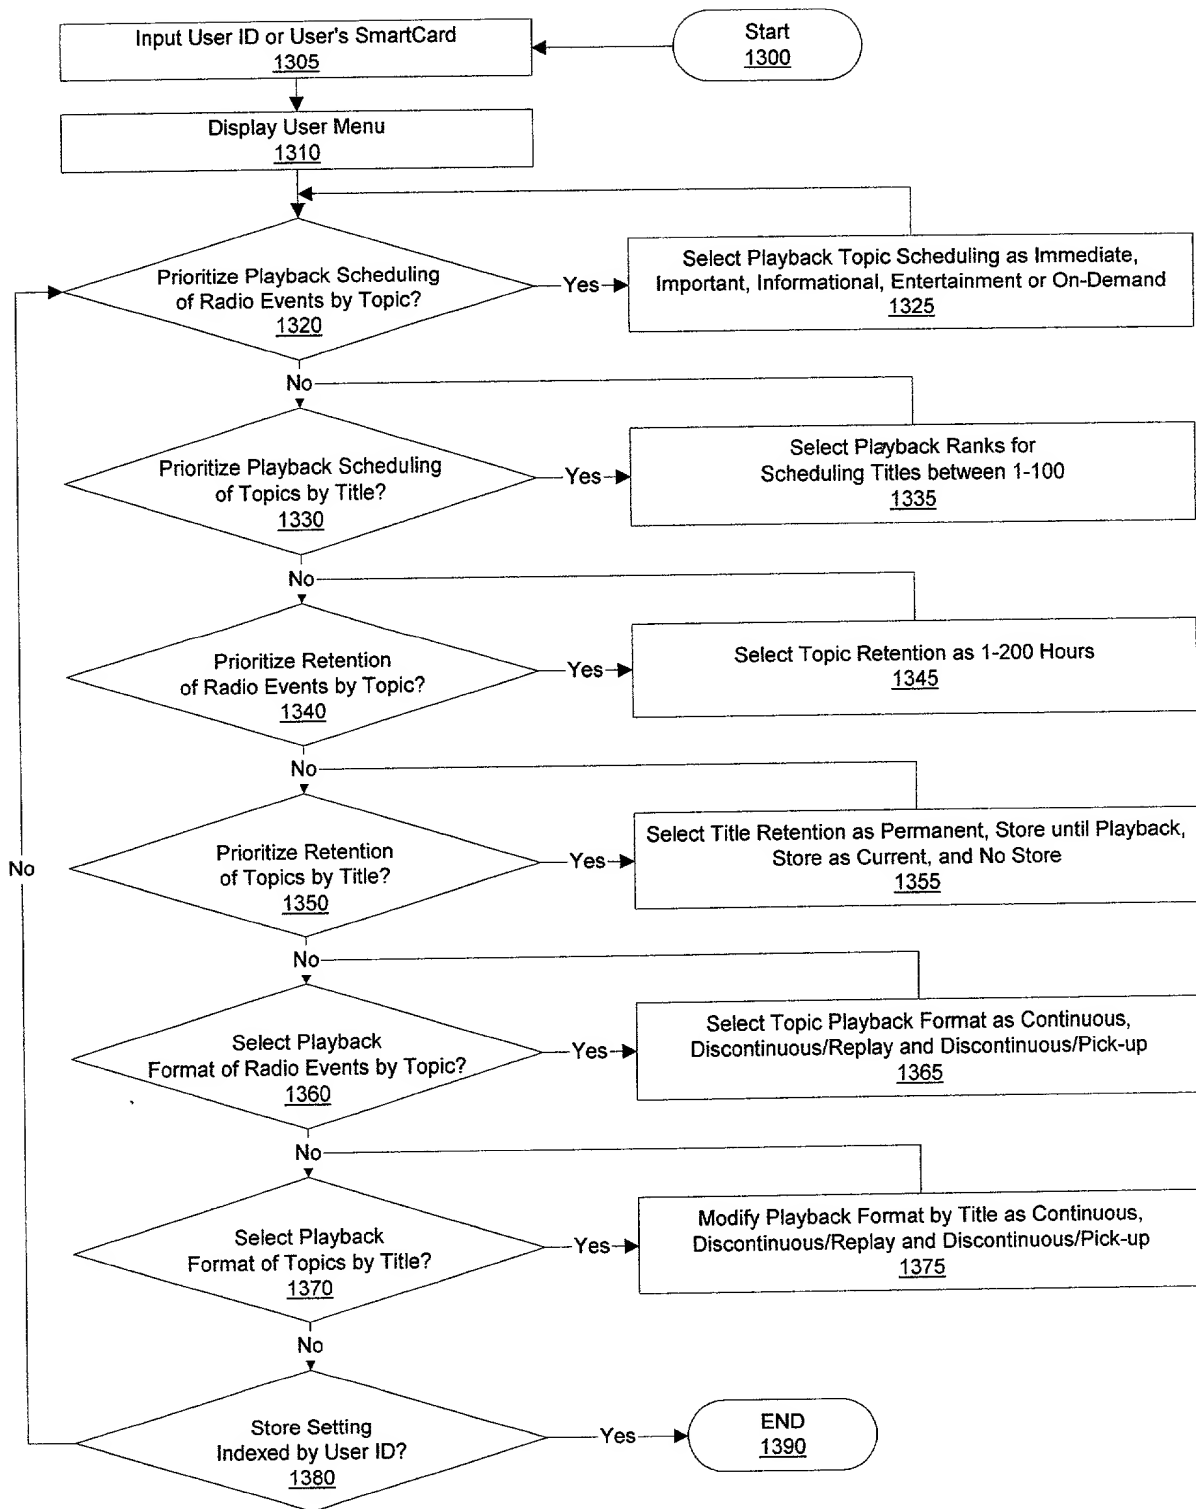 Start
1300
Input User ID or User's SmartCard
1305
Display User Menu
1310
Prioritize Playback Scheduling
of Radio Events by Topic?
1320
Yes
Select Playback Topic Scheduling as Immediate,
Important, Informational, Entertainment or On-Demand
1325
No
Prioritize Playback Scheduling
of Topics by Title?
1330
Yes
Select Playback Ranks for
Scheduling Titles between 1-100
1335
No
Prioritize Retention
of Radio Events by Topic?
1340
Yes
Select Topic Retention as 1-200 Hours
1345
No
Prioritize Retention
of Topics by Title?
1350
Yes
Select Title Retention as Permanent, Store until Playback,
Store as Current, and No Store
1355
No
No
Select Playback
Format of Radio Events by Topic?
1360
Yes
Select Topic Playback Format as Continuous,
Discontinuous/Replay and Discontinuous/Pick-up
1365
No
Select Playback
Format of Topics by Title?
1370
Yes
Modify Playback Format by Title as Continuous,
Discontinuous/Replay and Discontinuous/Pick-up
1375
No
Store Setting
Indexed by User ID?
1380
Yes
END
1390